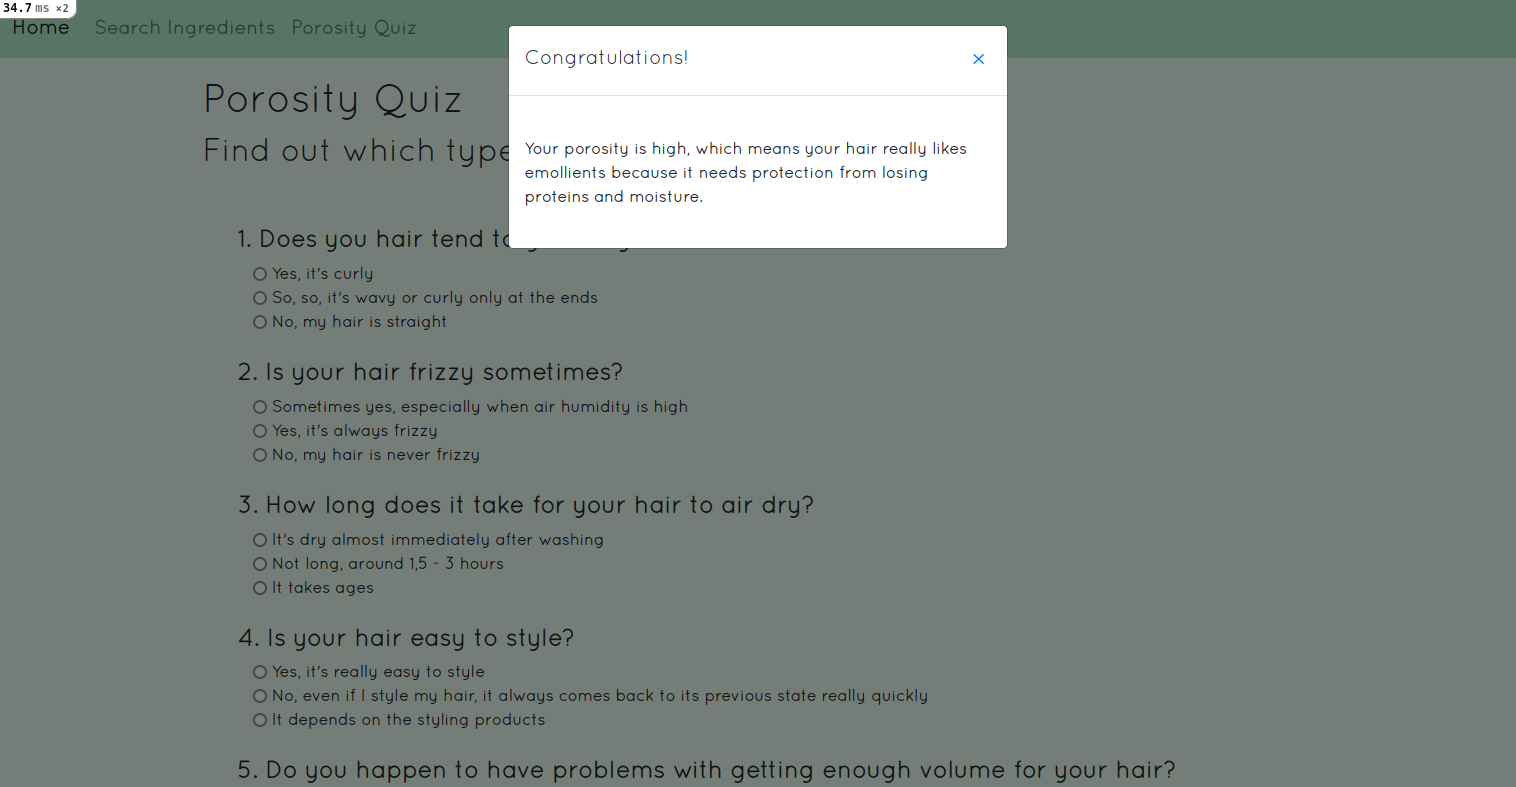 34.7 ms ×2
Home Search Ingredients Porosity Quiz
Congratulations!
×
Your porosity is high, which means your hair really likes
emollients because it needs protection from losing
proteins and moisture.
Porosity Quiz
Find out which type
1. Does you hair tend to
Yes, it's curly
So, so, it's wavy or curly only at the ends
No, my hair is straight
2. Is your hair frizzy sometimes?
Sometimes yes, especially when air humidity is high
Yes, it's always frizzy
No, my hair is never frizzy
3. How long does it take for your hair to air dry?
It's dry almost immediately after washing
Not long, around 1,5 - 3 hours
It takes ages
4. Is your hair easy to style?
Yes, it's really easy to style
No, even if I style my hair, it always comes back to its previous state really quickly
It depends on the styling products
5. Do you happen to have problems with getting enough volume for your hair?